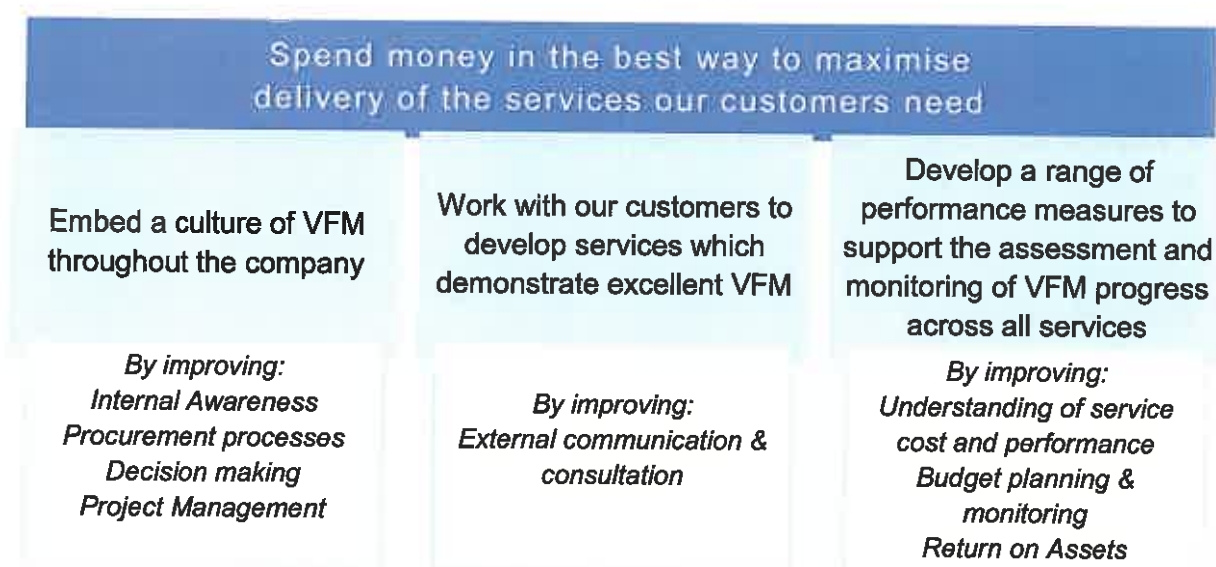 Spend money in the best way to maximise
delivery of the services our customers need
Embed a culture of VFM
throughout the company
By improving:
Internal Awareness
Procurement processes
Decision making
Project Management
Work with our customers to
develop services which
demonstrate excellent VFM
By improving:
External communication &
consultation
Develop a range of
performance measures to
support the assessment and
monitoring of VFM progress
across all services
By improving:
Understanding of service
cost and performance
Budget planning &
monitoring
Return on Assets